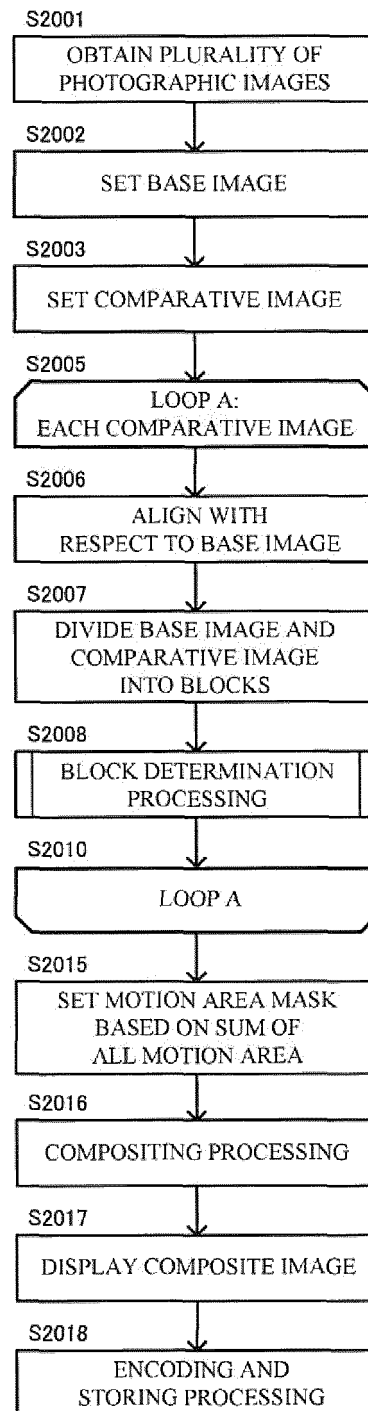 S2001
OBTAIN PLURALITY OF
PHOTOGRAPHIC IMAGES
S2002
SET BASE IMAGE
S2003
SET COMPARATIVE IMAGE
S2005
LOOP A:
EACH COMPARATIVE IMAGE
S2006
ALIGN WITH
RESPECT TO BASE IMAGE
S2007
DIVIDE BASE IMAGE AND
COMPARATIVE IMAGE
INTO BLOCKS
S2008
BLOCK DETERMINATION
PROCESSING
S2010
LOOP A
S2015
SET MOTION AREA MASK
BASED ON SUM OF
ALL MOTION AREA
S2016
COMPOSITING PROCESSING
S2017
DISPLAY COMPOSITE IMAGE
S2018
ENCODING AND
STORING PROCESSING